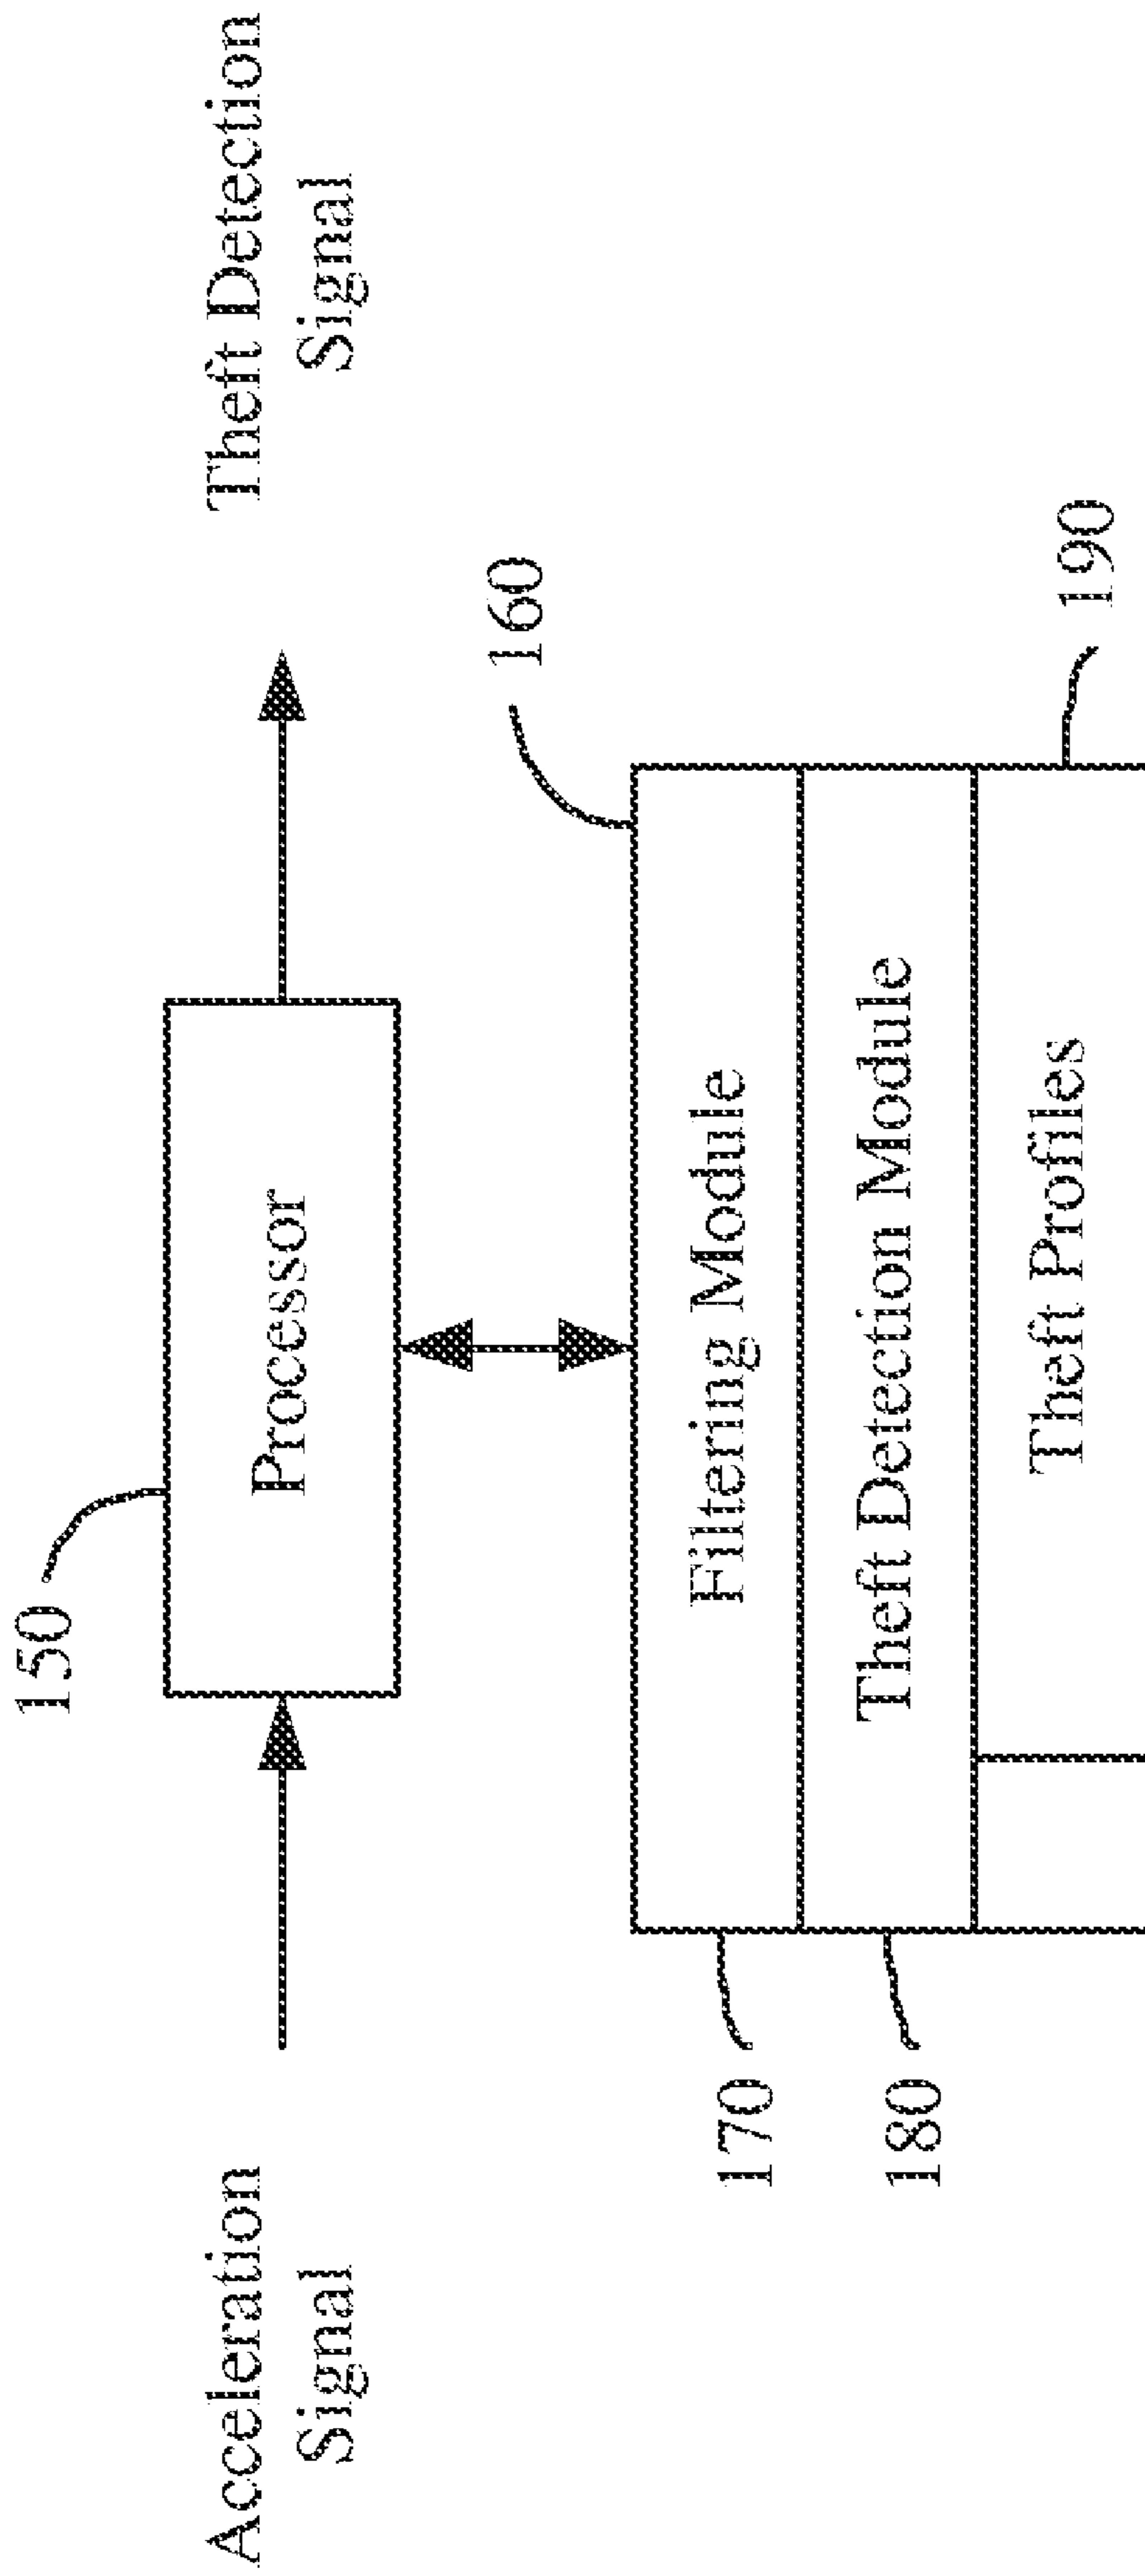 150
Acceleration
Signal
Processor
Theft Detection
Signal
160
170
Filtering Module
180
Theft Detection Module
Theft Profiles
190